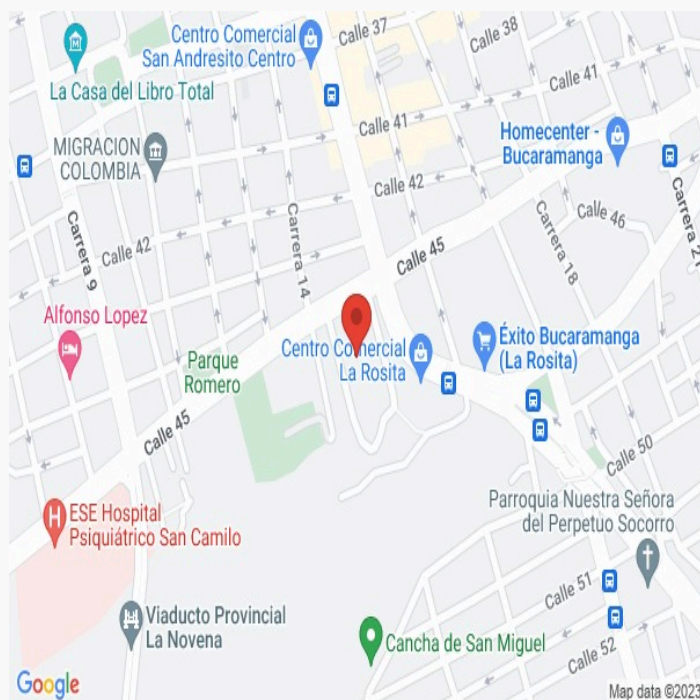 Centro Comercial
San Andresito Centro
Calle 37
Calle 38
La Casa del Libro Total
Calle 41
MIGRACION
COLOMBIA
Calle 41
Homecenter -
Bucaramanga
Calle 42
Carrera 9
Calle 42
Carrera 14
Calle 45
Carrera 18
Calle 46
Carrera 21
Alfonso Lopez
Parque
Romero
Centro Comercial
La Rosita
Éxito Bucaramanga
(La Rosita)
Calle 45
Calle 50
ESE Hospital
Psiquiátrico San Camilo
Parroquia Nuestra Señora
del Perpetuo Socorro
Viaducto Provincial
La Novena
Calle 51
Cancha de San Miguel
Calle 52
Google
Map data ©2023